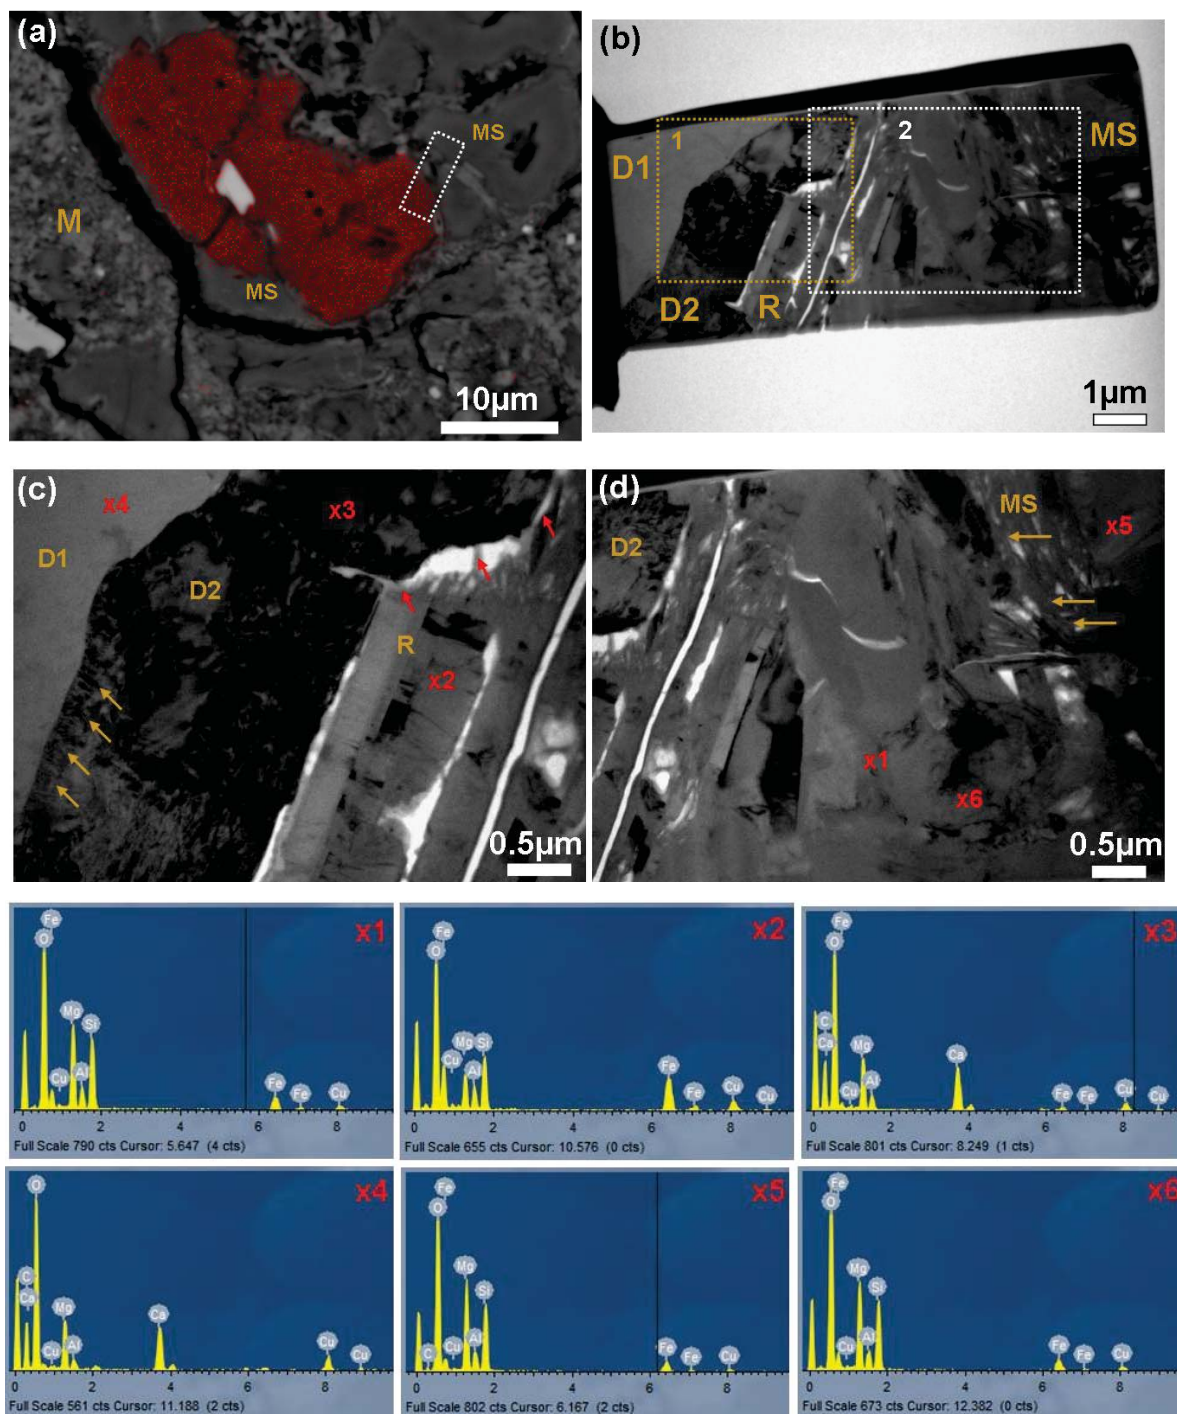 (a)
MS
M
MS
10μm
(b)
1
2
MS
D1
D2
R
1μm
(c)
x4
x3
D1
D2
R
x2
0.5μm
(d)
MS
x5
D2
x1
x6
0.5μm
x1
Fe
O
Mg
Si
Cu
Al
Fe
Fe
Cu
0 2 4 6 8
Full Scale 790 cts Cursor: 5.647 (4 cts)
x2
Fe
O
Mg
Si
Cu
Al
Fe
Fe
Cu
Cu
0 2 4 6 8
Full Scale 655 cts Cursor: 10.576 (0 cts)
x3
Fe
O
C
Ca
Mg
Cu
Al
Ca
Fe
Fe
Cu
Cu
0 2 4 6 8
Full Scale 801 cts Cursor: 8.249 (1 cts)
x4
O
C
Ca
Mg
Cu
Al
Ca
Cu
Cu
0 2 4 6 8
Full Scale 561 cts Cursor: 11.188 (2 cts)
x5
Fe
O
Mg
Si
C
Cu
Al
Fe
Fe
Cu
0 2 4 6 8
Full Scale 802 cts Cursor: 6.167 (2 cts)
x6
Fe
O
Mg
Si
Cu
Al
Fe
Fe
Cu
0 2 4 6 8
Full Scale 673 cts Cursor: 12.382 (0 cts)